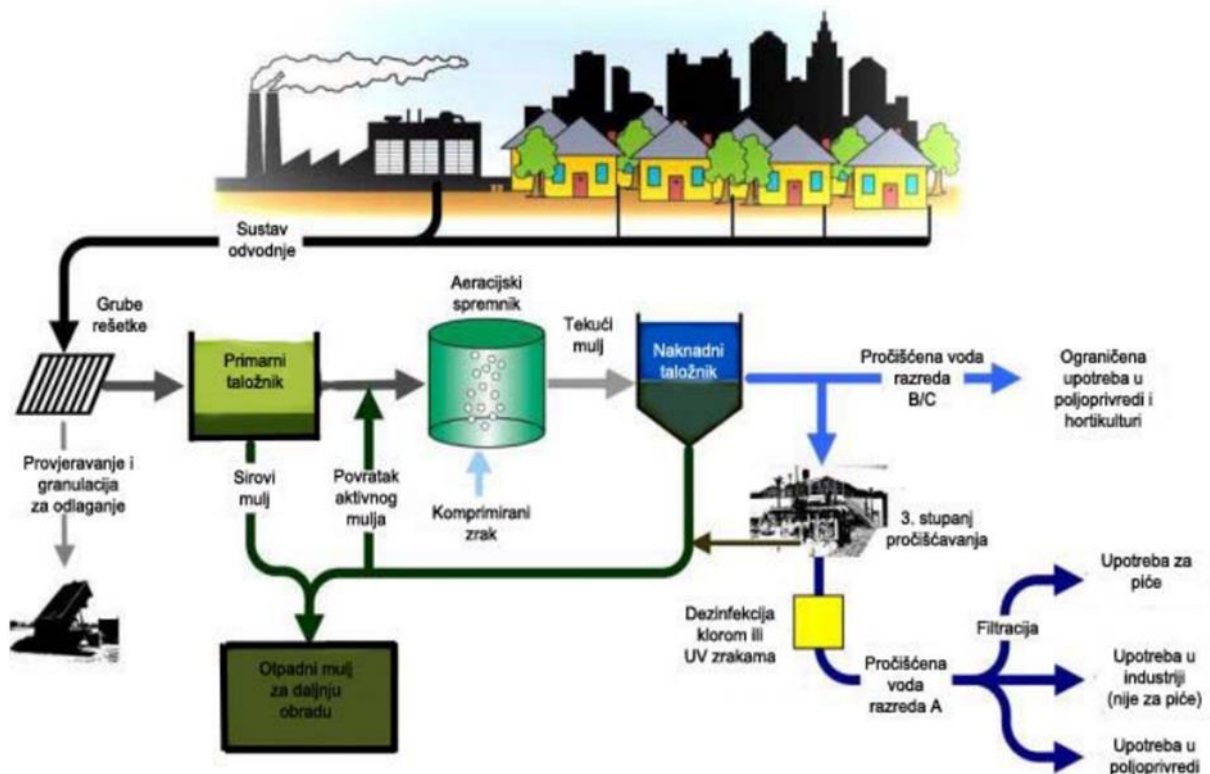 Sustav
odvodnje
Grube
rešetke
Aeracijski
spremnik
Primarni
taložnik
Tekući
mulj
Naknadni
taložnik
Pročišćena voda
razreda
B/C
Ograničena
upotreba u
poljoprivredi i
hortikulturi
Provjeravanje i
granulacija
za odlaganje
Sirovi
mulj
Povratak
aktivnog
mulja
Komprimirani
zrak
3. stupanj
pročišćavanja
Dezinfekcija
klorom ili
UV zrakama
Otpadni mulj
za daljnju
obradu
Pročišćena
voda
razreda A
Filtracija
Upotreba za
piće
Upotreba u
industriji
(nije za piće)
Upotreba u
poljoprivredi